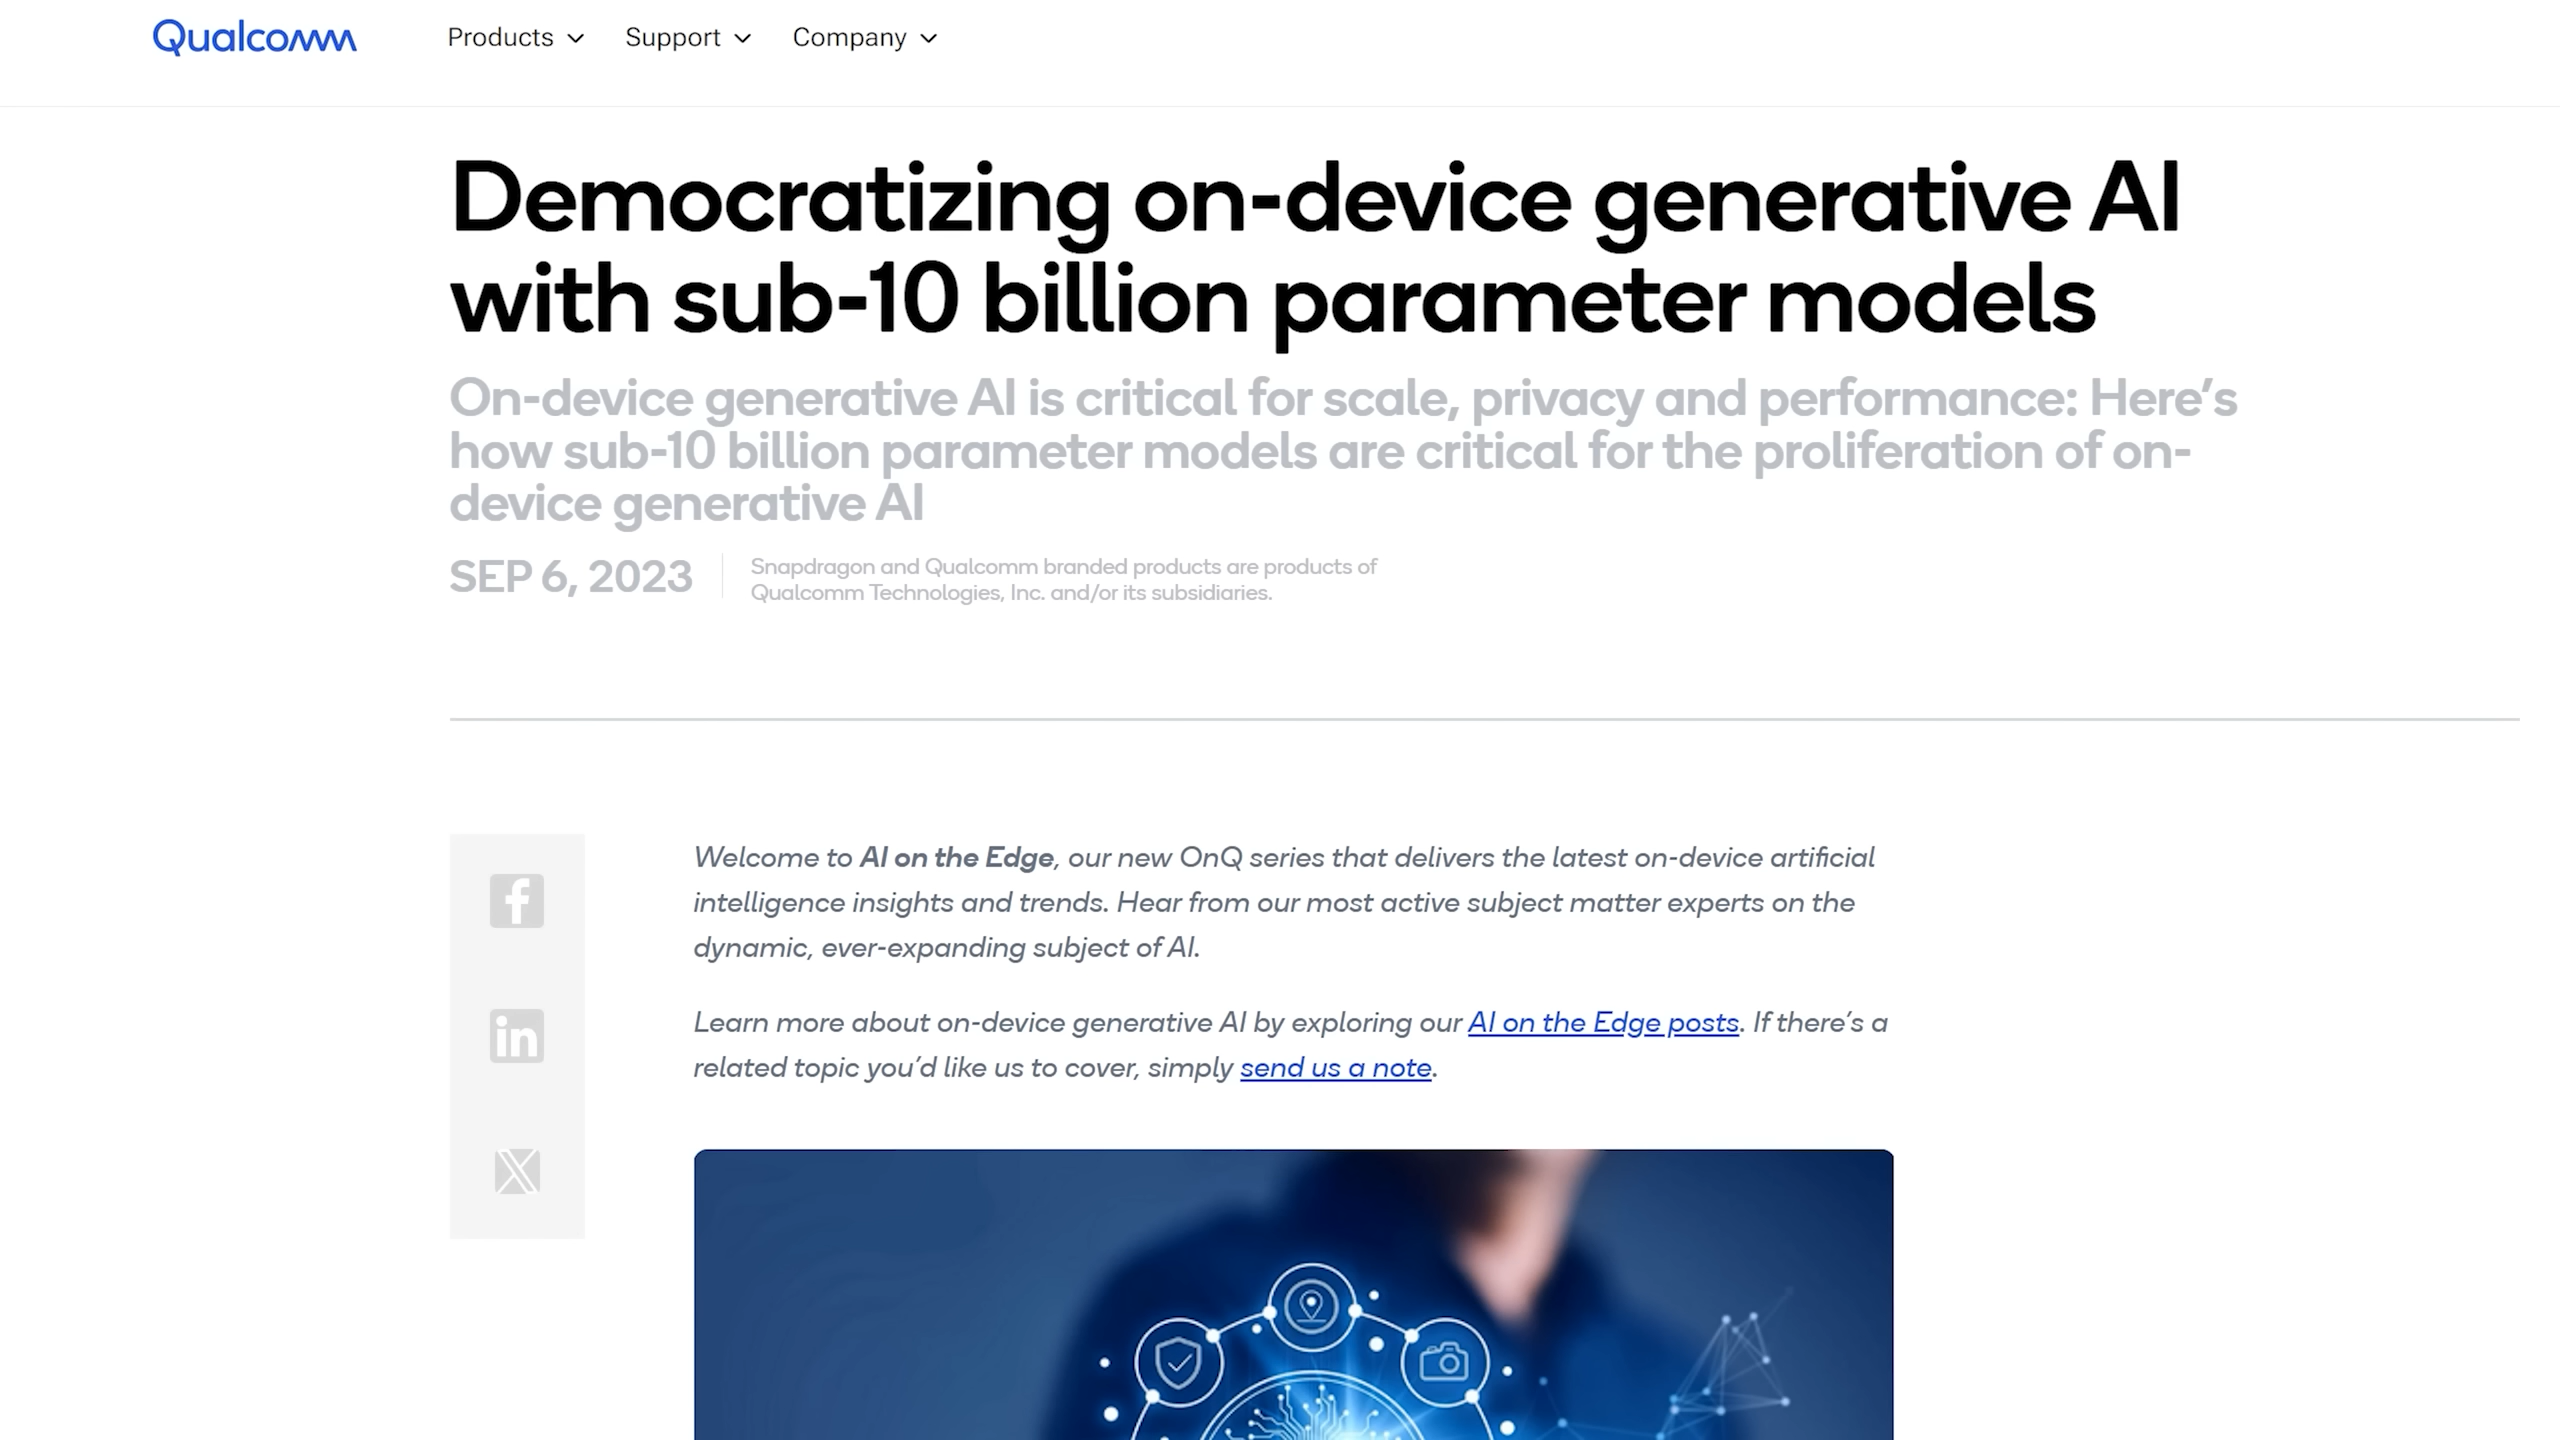 Qualcomm
Products
Support
Company
Democratizing on-device generative AI
with sub-10 billion parameter models
On-device generative AI is critical for scale, privacy and performance: Here’s
how sub-10 billion parameter models are critical for the proliferation of on-
device generative AI
SEP 6, 2023
Snapdragon and Qualcomm branded products are products of
Qualcomm Technologies, Inc. and/or its subsidiaries.
Welcome to AI on the Edge, our new OnQ series that delivers the latest on-device artificial
intelligence insights and trends. Hear from our most active subject matter experts on the
dynamic, ever-expanding subject of AI.
Learn more about on-device generative AI by exploring our AI on the Edge posts. If there’s a
related topic you’d like us to cover, simply send us a note.